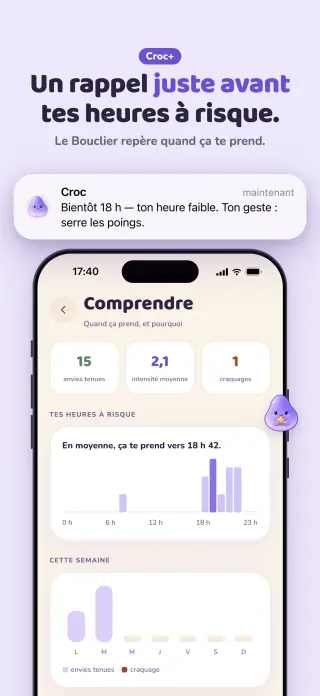 Croc+
Un rappel juste avant
tes heures à risque.
Le Bouclier repère quand ça te prend.
Croc
maintenant
Bientôt 18 h — ton heure faible. Ton geste :
serre les poings.
17:40
Comprendre
Quand ça prend, et pourquoi
15
2,1
1
envies tenues
intensité moyenne
craquages
TES HEURES À RISQUE
En moyenne, ça te prend vers 18 h 42.
0 h
6 h
12 h
18 h
23 h
CETTE SEMAINE
L
M
M
J
V
S
D
envies tenues
craquage